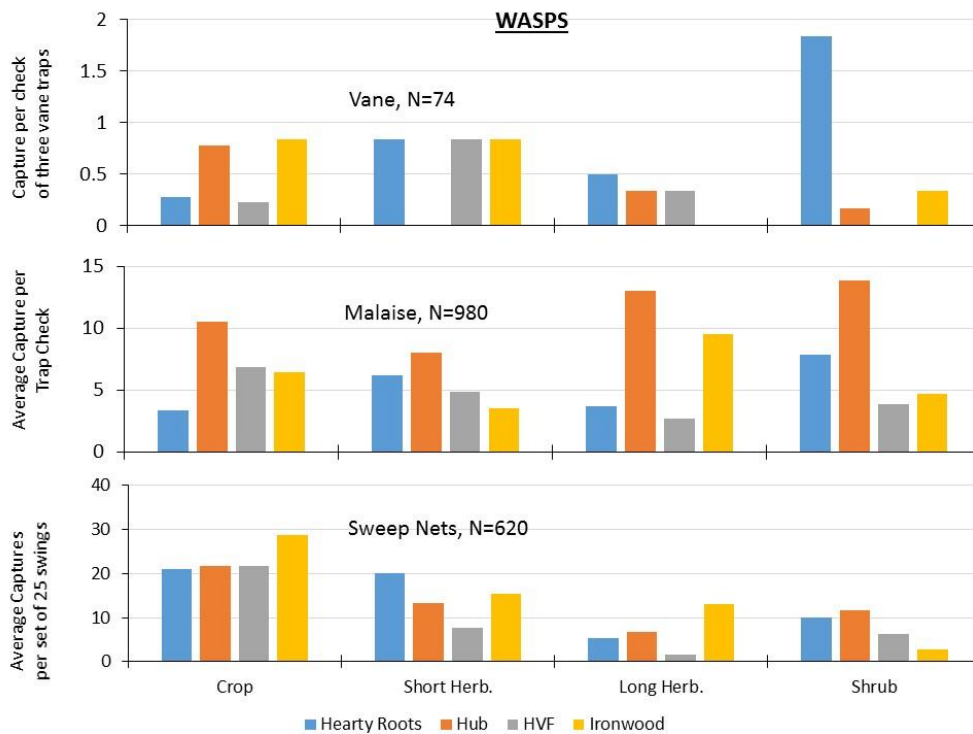 WASPS
Capture per check
of three vane traps
2
1.5
1
0.5
0
Vane, N=74
Average Capture per
Trap Check
15
10
5
0
Malaise, N=980
Average Captures
per set of 25 swings
40
30
20
10
0
Sweep Nets, N=620
Crop
Short Herb.
Long Herb.
Shrub
Hearty Roots
Hub
HVF
Ironwood